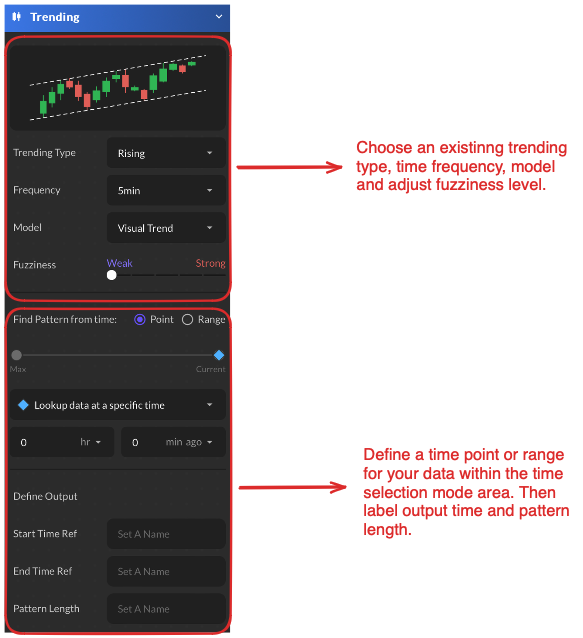 Trending
Trending Type Rising
Frequency 5min
Model Visual Trend
Fuzziness Weak Strong
Choose an existinng trending
type, time frequency, model
and adjust fuzziness level.
Find Pattern from time: Point Range
Max Current
Lookup data at a specific time
0 hr 0 min ago
Define Output
Start Time Ref Set A Name
End Time Ref Set A Name
Pattern Length Set A Name
Define a time point or range
for your data within the time
selection mode area. Then
label output time and pattern
length.